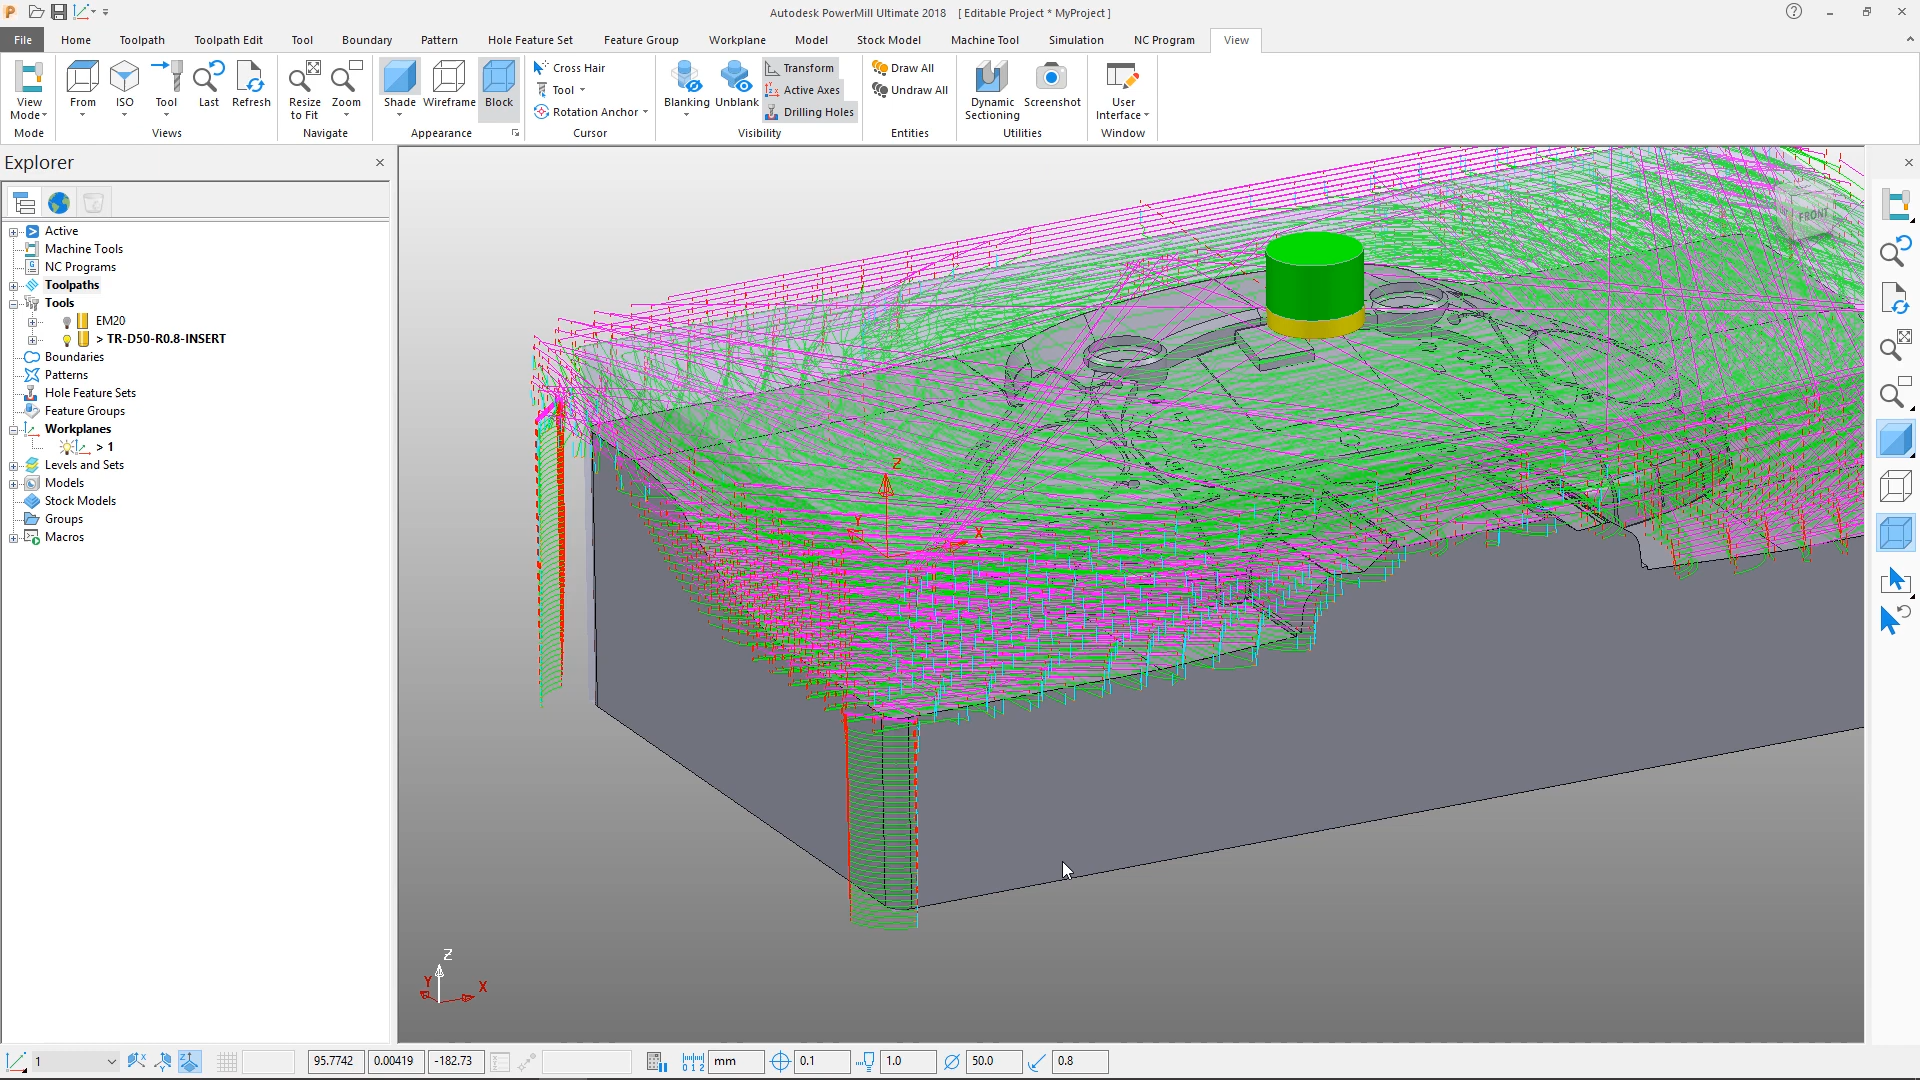 Autodesk PowerMill Ultimate 2018 [ Editable Project * MyProject ]
File Home Toolpath Toolpath Edit Tool Boundary Pattern Hole Feature Set Feature Group Workplane Model Stock Model Machine Tool Simulation NC Program View
View Mode
Mode
From ISO Tool Last Refresh
Views
Resize to Fit Zoom
Navigate
Shade Wireframe Block
Appearance
Cross Hair
Tool
Rotation Anchor
Cursor
Blanking Unblank
Transform
Active Axes
Drilling Holes
Visibility
Draw All
Undraw All
Entities
Dynamic Sectioning Screenshot
Utilities
User Interface
Window
Explorer
Active
Machine Tools
NC Programs
Toolpaths
Tools
EM20
> TR-D50-R0.8-INSERT
Boundaries
Patterns
Hole Feature Sets
Feature Groups
Workplanes
> 1
Levels and Sets
Models
Stock Models
Groups
Macros
FRONT
Z
Y
X
Z
Y
X
1 95.7742 0.00419 -182.73 mm 0.1 1.0 50.0 0.8